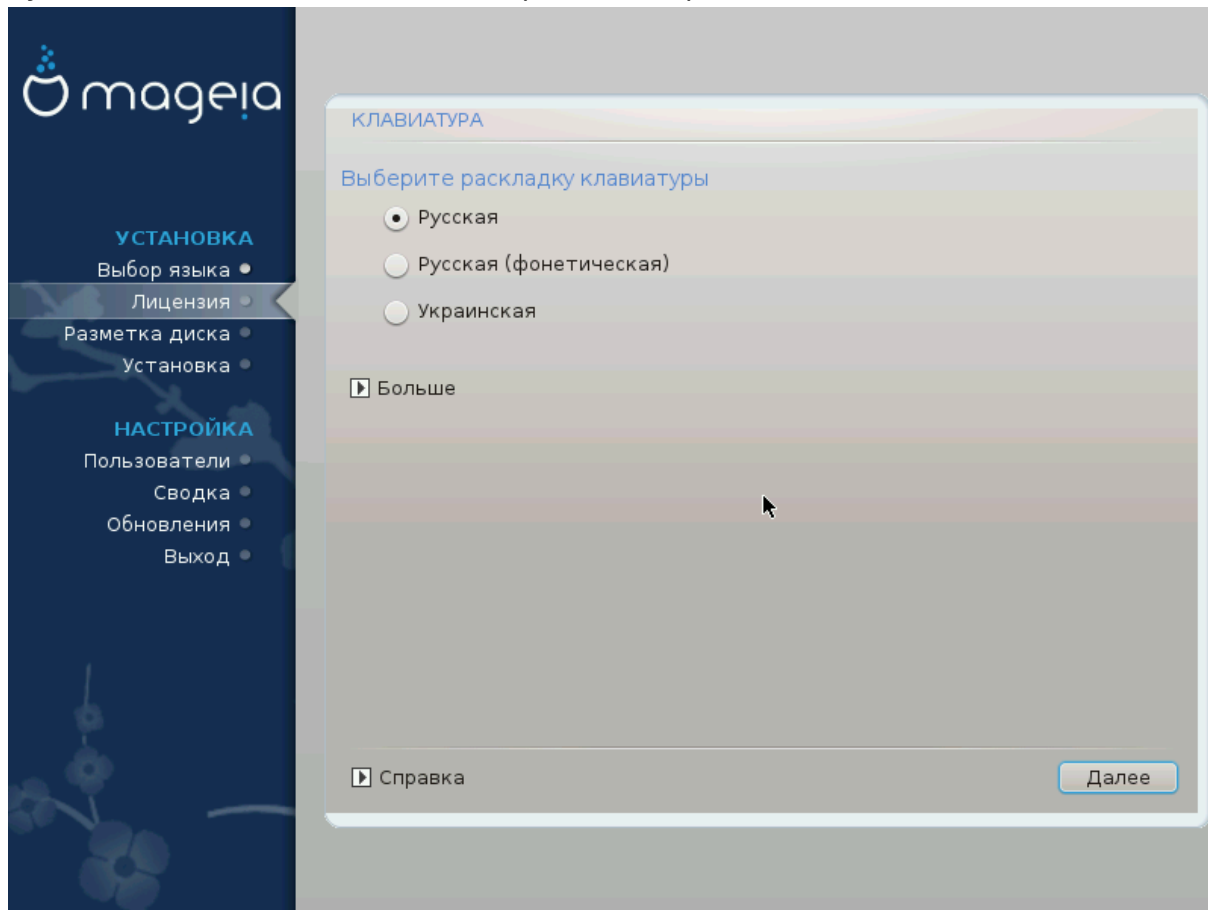 mageia
УСТАНОВКА
Выбор языка
Лицензия
Разметка диска
Установка
НАСТРОЙКА
Пользователи
Сводка
Обновления
Выход
КЛАВИАТУРА
Выберите раскладку клавиатуры
Русская
Русская (фонетическая)
Украинская
Больше
Справка
Далее